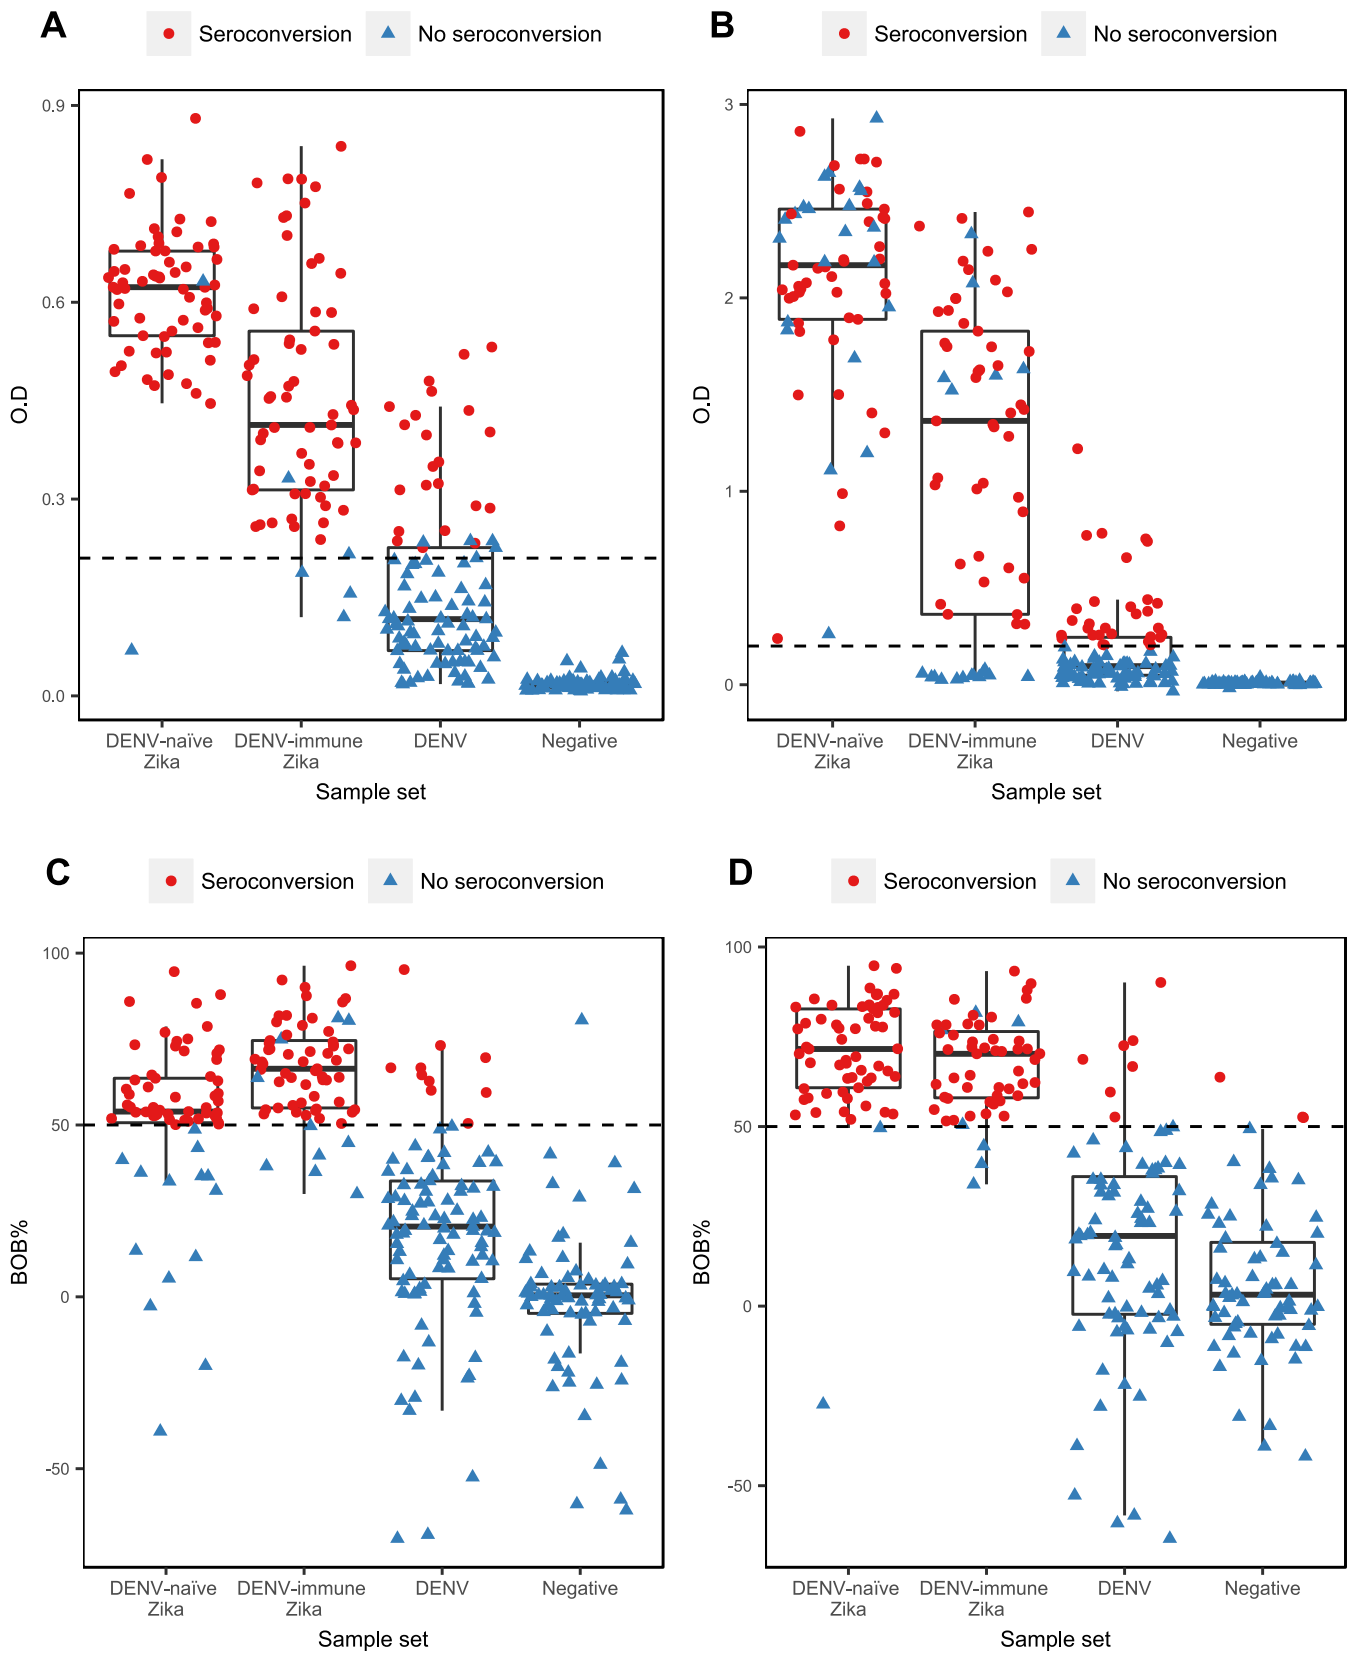 A
Seroconversion
No seroconversion
0.9
0.6
0.3
0.0
O.D
DENV-naïve
Zika
DENV-immune
Zika
DENV
Negative
Sample set
B
Seroconversion
No seroconversion
3
2
1
0
O.D
DENV-naïve
Zika
DENV-immune
Zika
DENV
Negative
Sample set
C
Seroconversion
No seroconversion
100
50
0
-50
BOB%
DENV-naïve
Zika
DENV-immune
Zika
DENV
Negative
Sample set
D
Seroconversion
No seroconversion
100
50
0
-50
BOB%
DENV-naïve
Zika
DENV-immune
Zika
DENV
Negative
Sample set